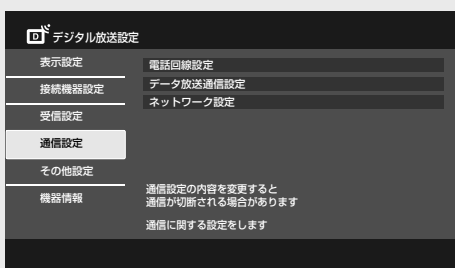 デジタル放送設定
表示設定
接続機器設定
受信設定
通信設定
その他設定
機器情報
電話回線設定
データ放送通信設定
ネットワーク設定
通信設定の内容を変更すると
通信が切断される場合があります
通信に関する設定をします